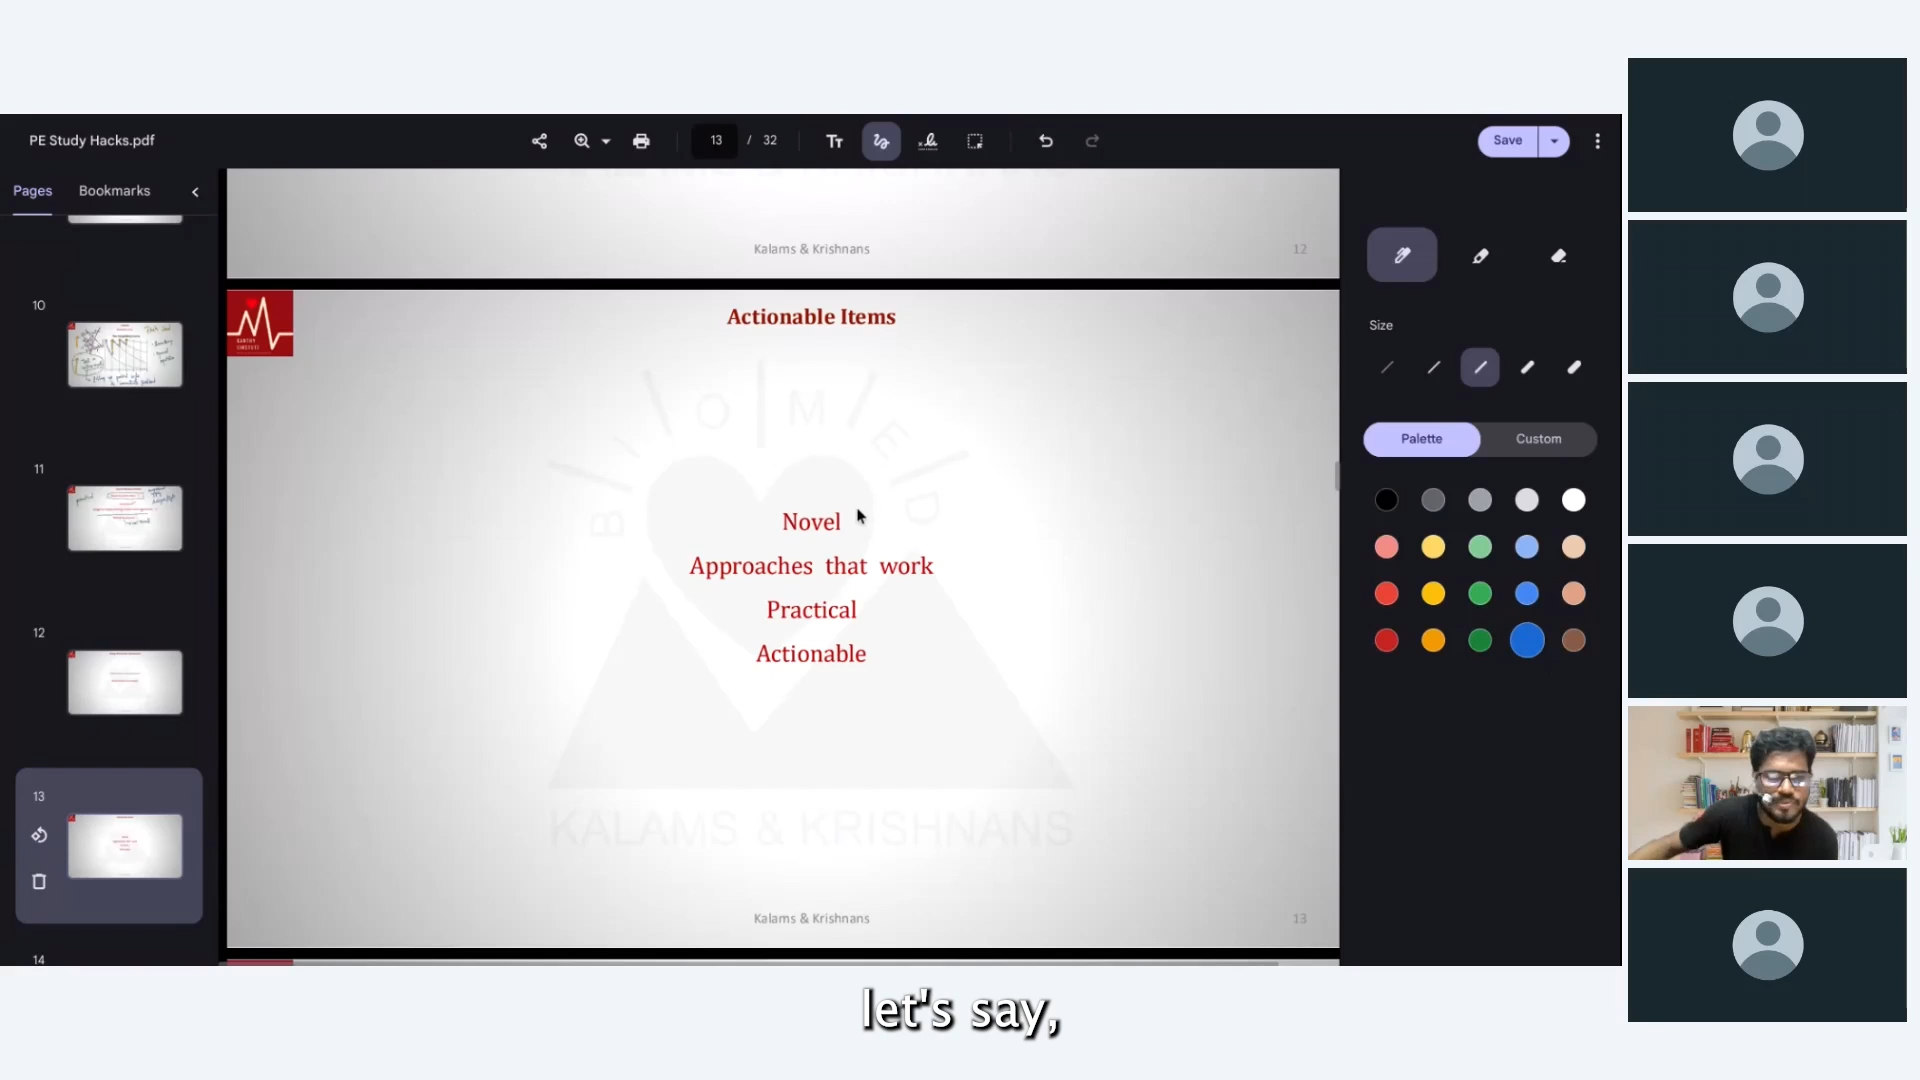 PE Study Hacks.pdf
13 / 32
Save
Pages
Bookmarks
10
11
12
13
14
Kalams & Krishnans
12
Actionable Items
BIOMED
Novel
Approaches that work
Practical
Actionable
KALAMS & KRISHNANS
Kalams & Krishnans
13
Size
Palette
Custom
let's say,